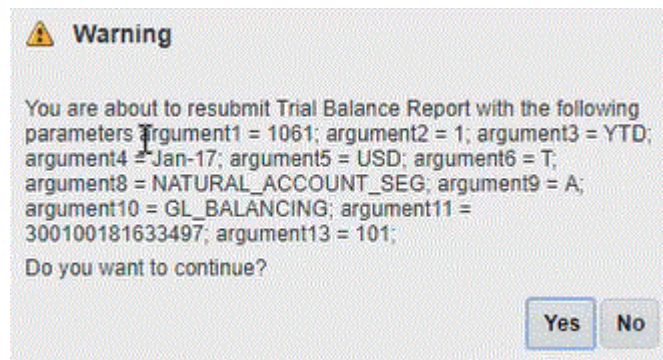 Warning
You are about to resubmit Trial Balance Report with the following
parameters argument1 = 1061; argument2 = 1; argument3 = YTD;
argument4 = Jan-17; argument5 = USD; argument6 = T;
argument8 = NATURAL_ACCOUNT_SEG; argument9 = A;
argument10 = GL_BALANCING; argument11 =
300100181633497; argument13 = 101;
Do you want to continue?
Yes No